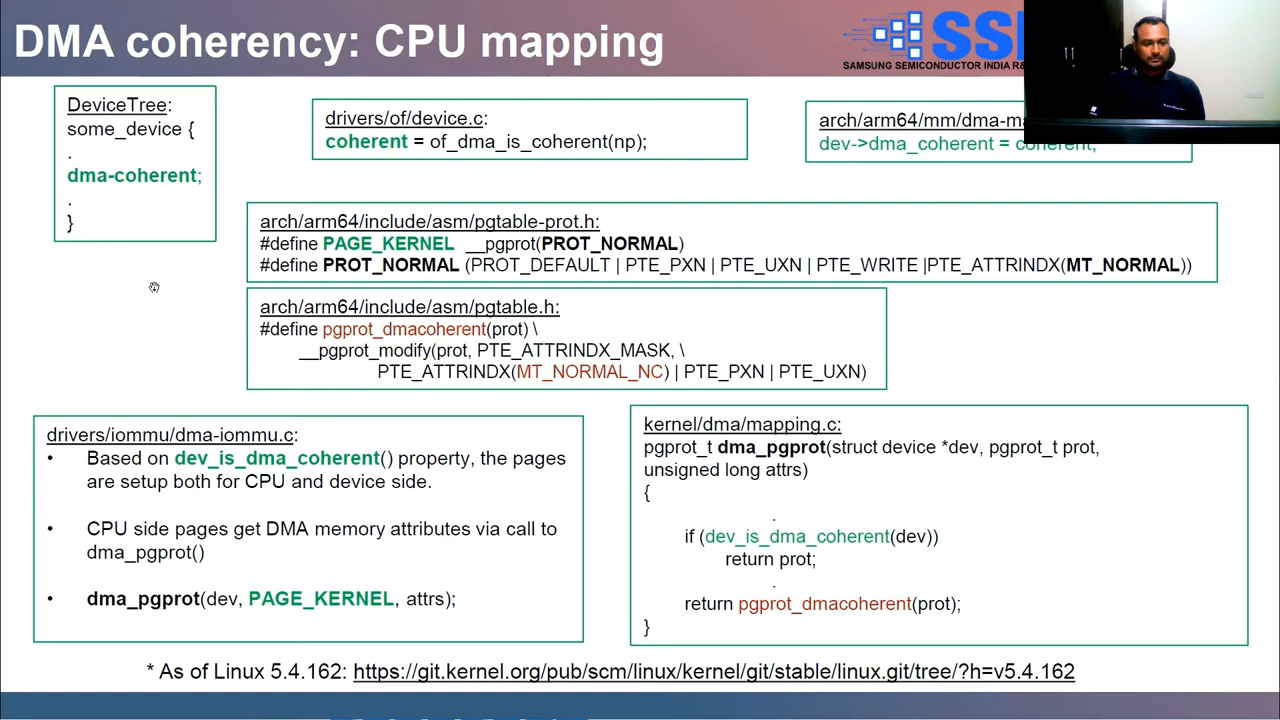 DMA coherency: CPU mapping
SAMSUNG SEMICONDUCTOR INDIA
DeviceTree:
some_device {
.
dma-coherent;
.
}
drivers/of/device.c:
coherent = of_dma_is_coherent(np);
arch/arm64/mm/dma-ma
dev->dma_coherent = coherent;
arch/arm64/include/asm/pgtable-prot.h:
#define PAGE_KERNEL __pgprot(PROT_NORMAL)
#define PROT_NORMAL (PROT_DEFAULT | PTE_PXN | PTE_UXN | PTE_WRITE |PTE_ATTRINDX(MT_NORMAL))
arch/arm64/include/asm/pgtable.h:
#define pgprot_dmacoherent(prot) \
__pgprot_modify(prot, PTE_ATTRINDX_MASK, \
PTE_ATTRINDX(MT_NORMAL_NC) | PTE_PXN | PTE_UXN)
drivers/iommu/dma-iommu.c:
• Based on dev_is_dma_coherent() property, the pages
are setup both for CPU and device side.
• CPU side pages get DMA memory attributes via call to
dma_pgprot()
• dma_pgprot(dev, PAGE_KERNEL, attrs);
kernel/dma/mapping.c:
pgprot_t dma_pgprot(struct device *dev, pgprot_t prot,
unsigned long attrs)
{
.
if (dev_is_dma_coherent(dev))
return prot;
.
return pgprot_dmacoherent(prot);
}
* As of Linux 5.4.162: https://git.kernel.org/pub/scm/linux/kernel/git/stable/linux.git/tree/?h=v5.4.162